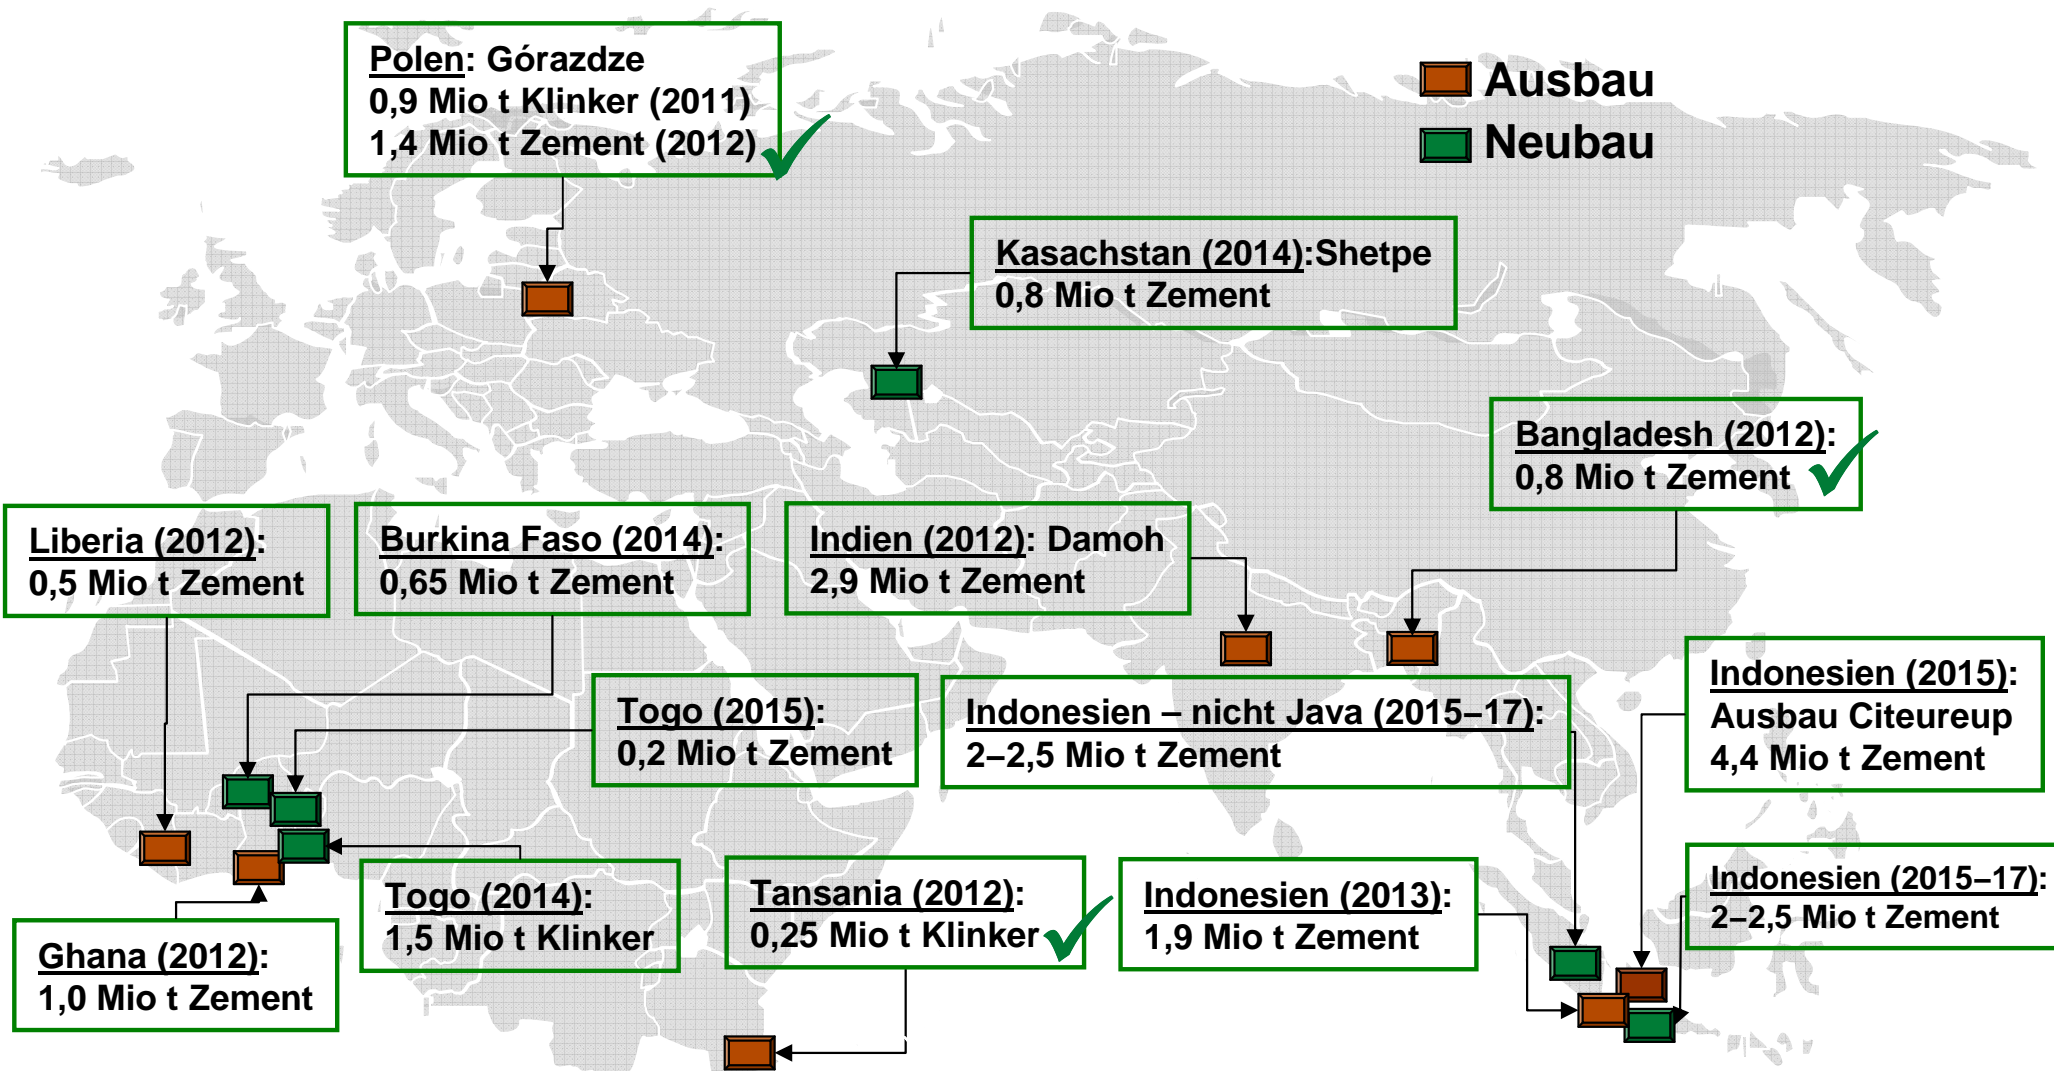 Polen: Górazdze
0,9 Mio t Klinker (2011)
1,4 Mio t Zement (2012)
Ausbau
Neubau
Kasachstan (2014):Shetpe
0,8 Mio t Zement
Bangladesh (2012):
0,8 Mio t Zement
Liberia (2012):
0,5 Mio t Zement
Burkina Faso (2014):
0,65 Mio t Zement
Indien (2012): Damoh
2,9 Mio t Zement
Togo (2015):
0,2 Mio t Zement
Indonesien – nicht Java (2015–17):
2–2,5 Mio t Zement
Indonesien (2015):
Ausbau Citeureup
4,4 Mio t Zement
Ghana (2012):
1,0 Mio t Zement
Togo (2014):
1,5 Mio t Klinker
Tansania (2012):
0,25 Mio t Klinker
Indonesien (2013):
1,9 Mio t Zement
Indonesien (2015–17):
2–2,5 Mio t Zement